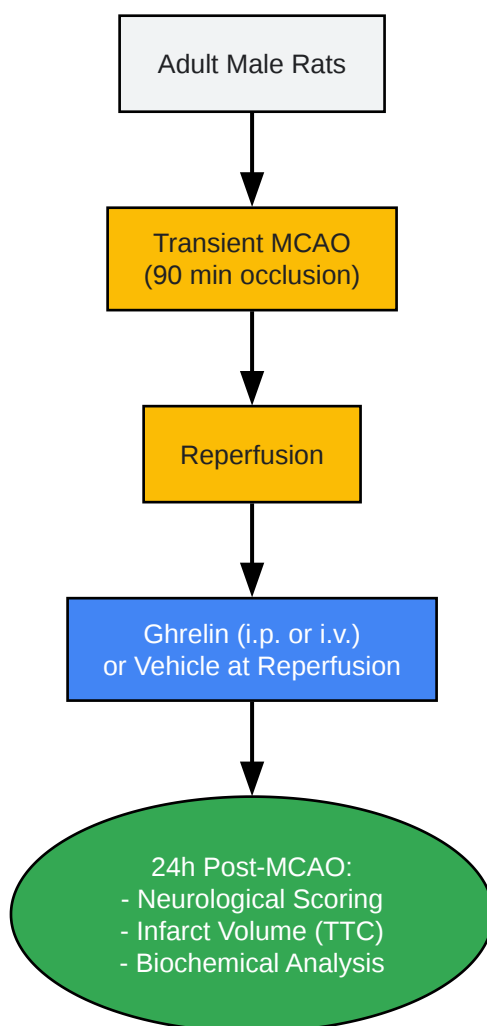 Adult Male Rats
Transient MCAO
(90 min occlusion)
Reperfusion
Ghrelin (i.p. or i.v.)
or Vehicle at Reperfusion
24h Post-MCAO:
- Neurological Scoring
- Infarct Volume (TTC)
- Biochemical Analysis